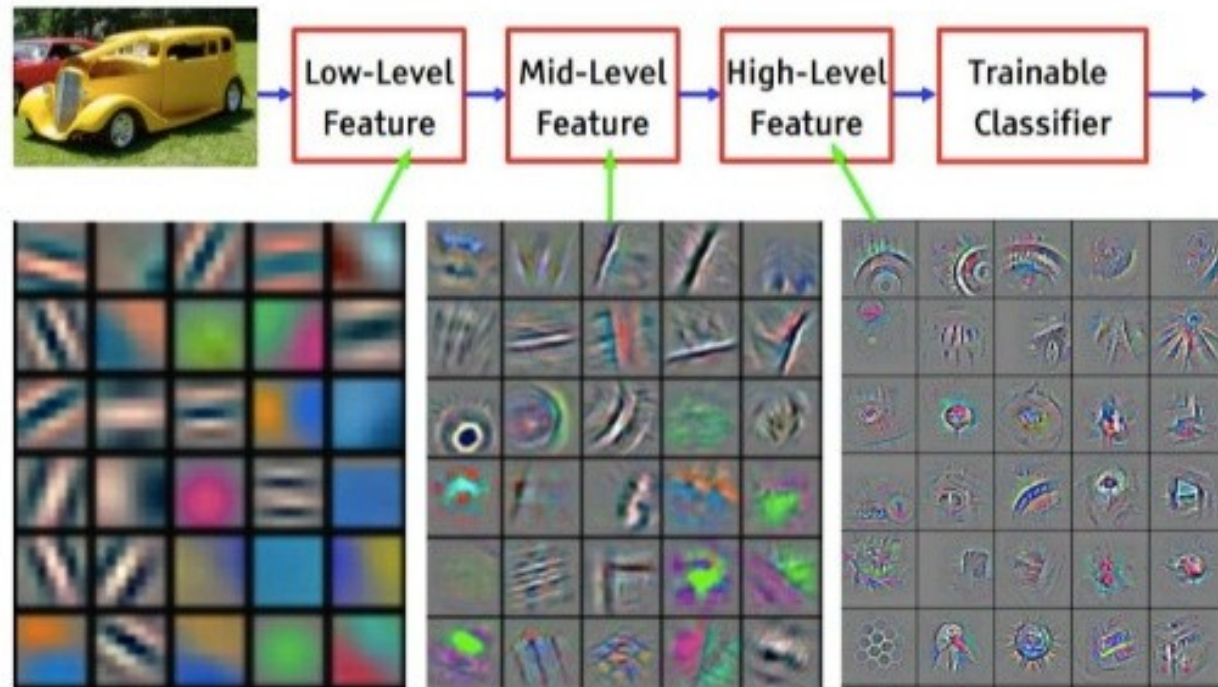 Low-Level
Feature
Mid-Level
Feature
High-Level
Feature
Trainable
Classifier